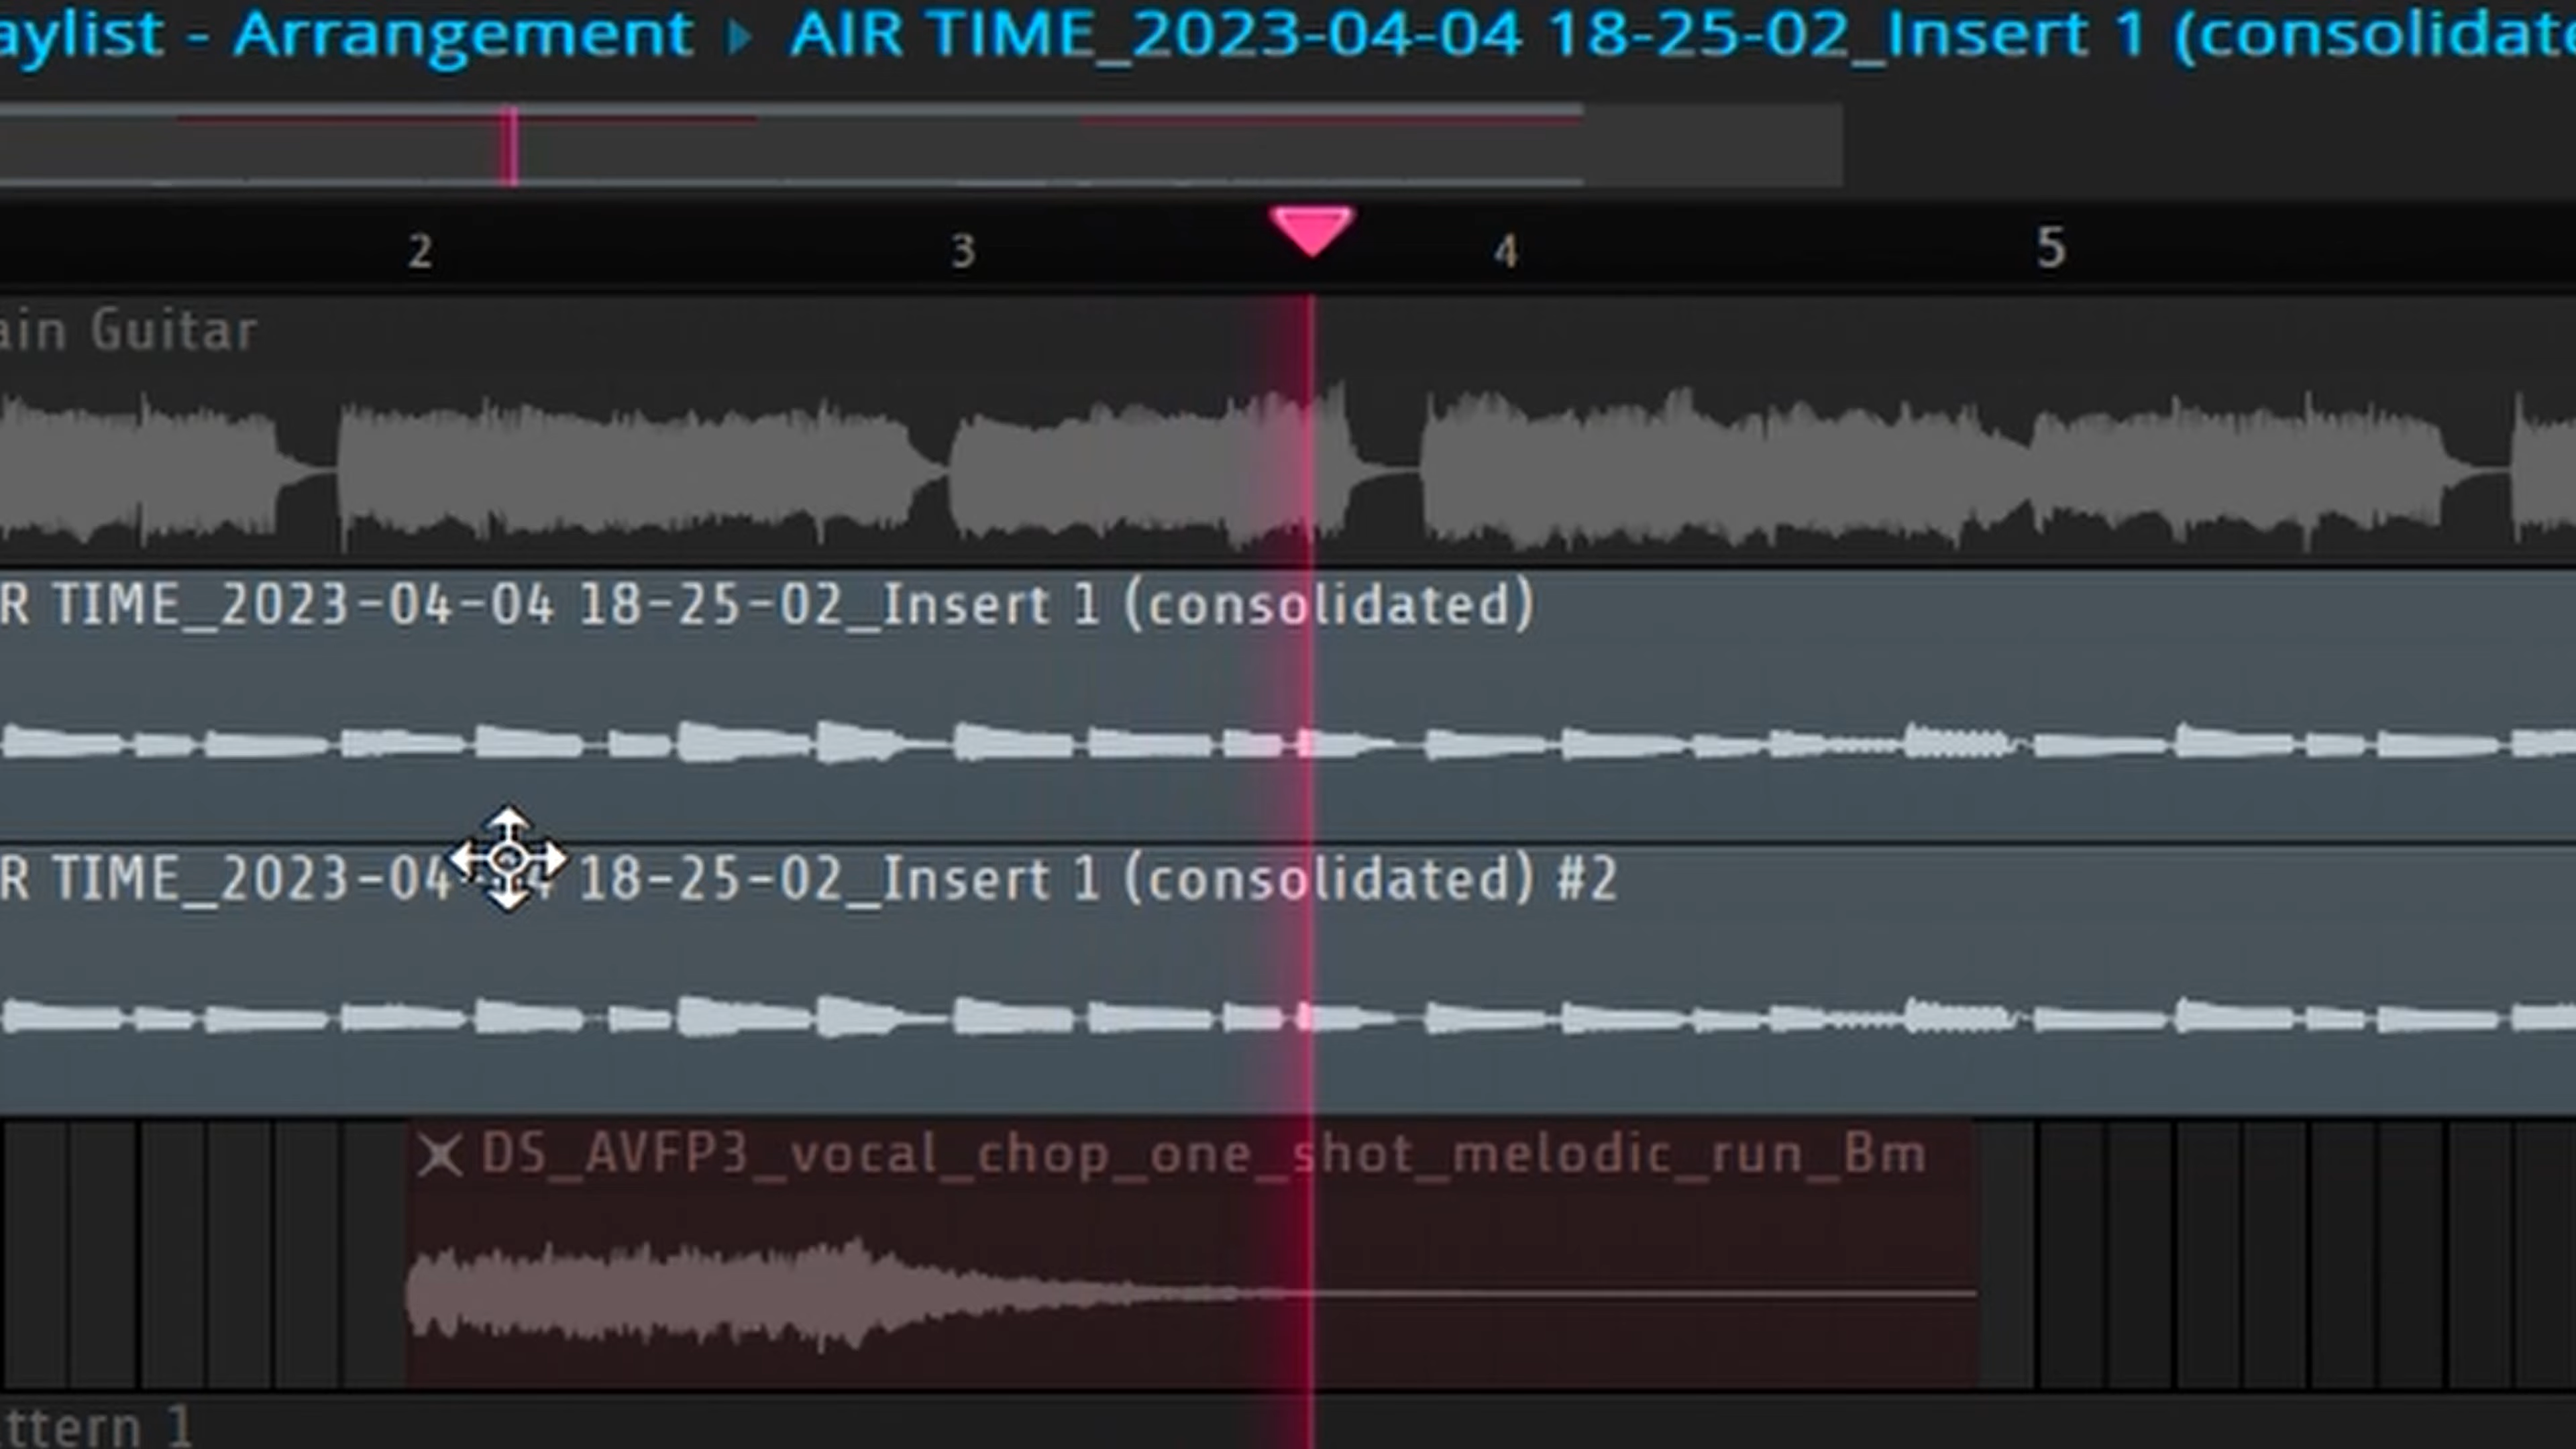 aylist - Arrangement ▸ AIR TIME_2023-04-04 18-25-02_Insert 1 (consolidate
2 3 4 5
ain Guitar
R TIME_2023-04-04 18-25-02_Insert 1 (consolidated)
R TIME_2023-04-04 18-25-02_Insert 1 (consolidated) #2
DS_AVFP3_vocal_chop_one_shot_melodic_run_Bm
ttern 1